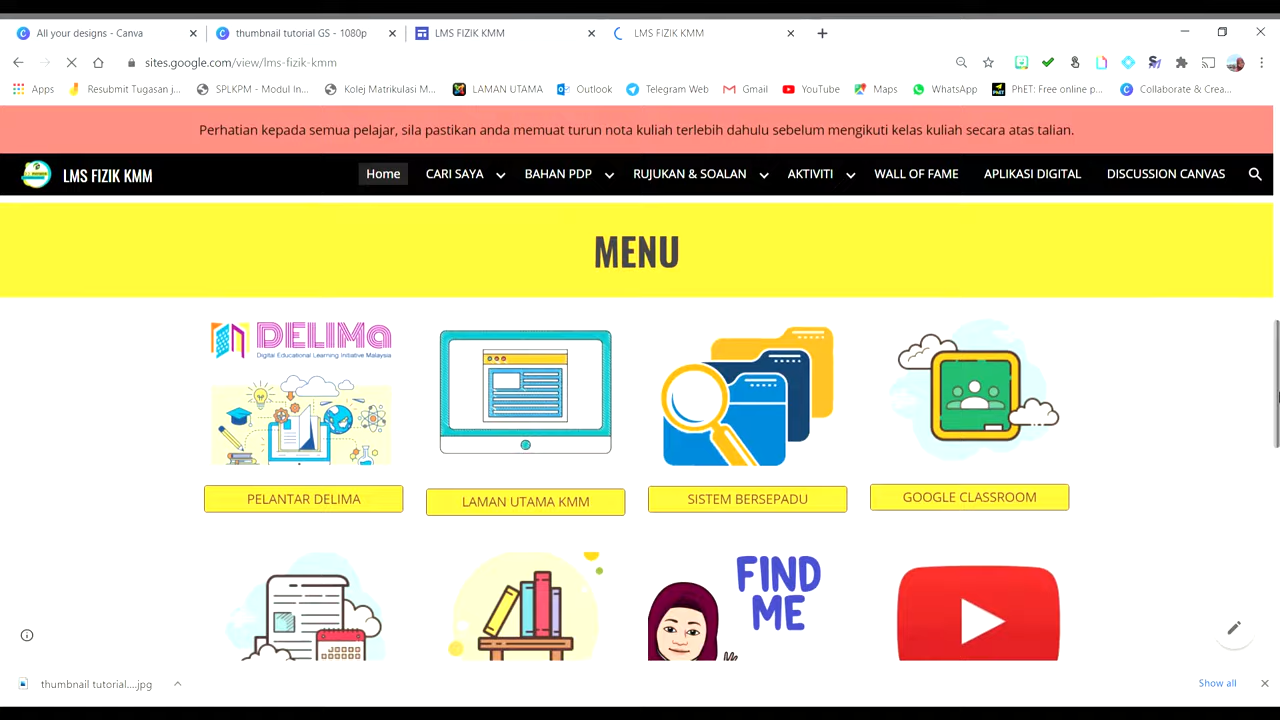 All your designs - Canva
thumbnail tutorial GS - 1080p
LMS FIZIK KMM
LMS FIZIK KMM
sites.google.com/view/lms-fizik-kmm
Apps
Resubmit Tugasan j...
SPLKPM - Modul In...
Kolej Matrikulasi M...
LAMAN UTAMA
Outlook
Telegram Web
Gmail
YouTube
Maps
WhatsApp
PhET: Free online p...
Collaborate & Crea...
Perhatian kepada semua pelajar, sila pastikan anda memuat turun nota kuliah terlebih dahulu sebelum mengikuti kelas kuliah secara atas talian.
LMS FIZIK KMM
Home
CARI SAYA
BAHAN PDP
RUJUKAN & SOALAN
AKTIVITI
WALL OF FAME
APLIKASI DIGITAL
DISCUSSION CANVAS
MENU
DELIMa
Digital Educational Learning Initiative Malaysia
PELANTAR DELIMA
LAMAN UTAMA KMM
SISTEM BERSEPADU
GOOGLE CLASSROOM
FIND
ME
thumbnail tutorial....jpg
Show all